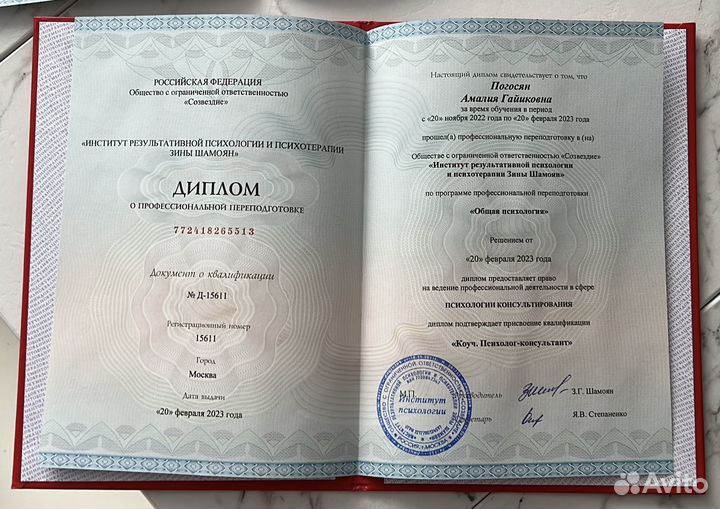 РОССИЙСКАЯ ФЕДЕРАЦИЯ
Общество с ограниченной ответственностью
«Созвездие»
«ИНСТИТУТ РЕЗУЛЬТАТИВНОЙ ПСИХОЛОГИИ И ПСИХОТЕРАПИИ
ЗИНЫ ШАМОЯН»
ДИПЛОМ
О ПРОФЕССИОНАЛЬНОЙ ПЕРЕПОДГОТОВКЕ
772418265513
Документ о квалификации
№ Д-15611
Регистрационный номер
15611
Город
Москва
Дата выдачи
«20» февраля 2023 года
Настоящий диплом свидетельствует о том, что
Погосян
Амалия Гайиковна
за время обучения в период
с «20» ноября 2022 года по «20» февраля 2023 года
прошел(а) профессиональную переподготовку в (на)
Обществе с ограниченной ответственностью «Созвездие»
«Институт результативной психологии
и психотерапии Зины Шамоян»
по программе профессиональной переподготовки
«Общая психология»
Решением от
«20» февраля 2023 года
диплом предоставляет право
на ведение профессиональной деятельности в сфере
ПСИХОЛОГИИ КОНСУЛЬТИРОВАНИЯ
диплом подтверждает присвоение квалификации
«Коуч. Психолог-консультант»
М.П. Руководитель З.Г. Шамоян
Секретарь Я.В. Степаненко
Институт
психологии
Avito